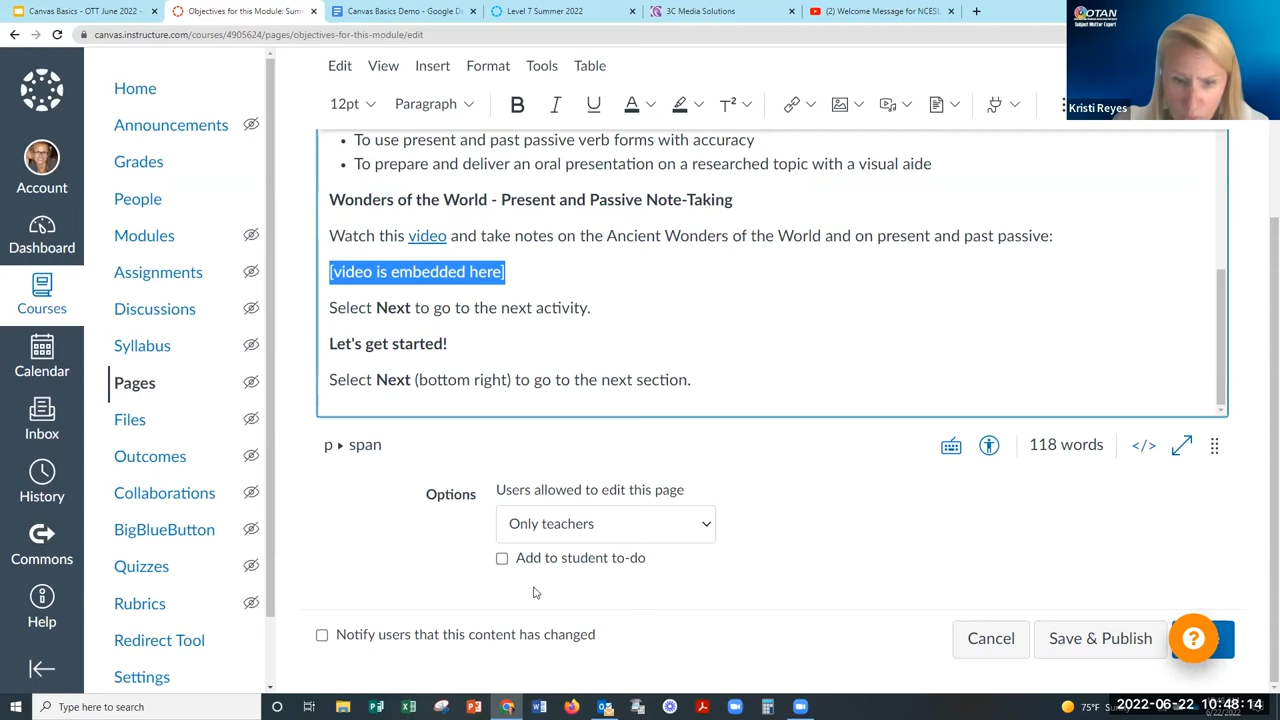 Canvas Basics - OTT June 2022 -
Objectives for this Module: Sum
Canvas Basics Demo - Google D
Level 7 Summer 2022
3C Media Solutions
(2) Welcome Message for NCES
canvas.instructure.com/courses/4905624/pages/objectives-for-this-module/edit
OTAN
Subject Matter Expert
Kristi Reyes
Account
Dashboard
Courses
Calendar
Inbox
History
Commons
Help
Home
Announcements
Grades
People
Modules
Assignments
Discussions
Syllabus
Pages
Files
Outcomes
Collaborations
BigBlueButton
Quizzes
Rubrics
Redirect Tool
Settings
Edit View Insert Format Tools Table
12pt Paragraph B I U A T²
• To use present and past passive verb forms with accuracy
• To prepare and deliver an oral presentation on a researched topic with a visual aide
Wonders of the World - Present and Passive Note-Taking
Watch this video and take notes on the Ancient Wonders of the World and on present and past passive:
[video is embedded here]
Select Next to go to the next activity.
Let's get started!
Select Next (bottom right) to go to the next section.
p ▸ span
118 words </>
Options
Users allowed to edit this page
Only teachers
Add to student to-do
Notify users that this content has changed
Cancel
Save & Publish
?
Type here to search
75°F
2022-06-22 10:48:14